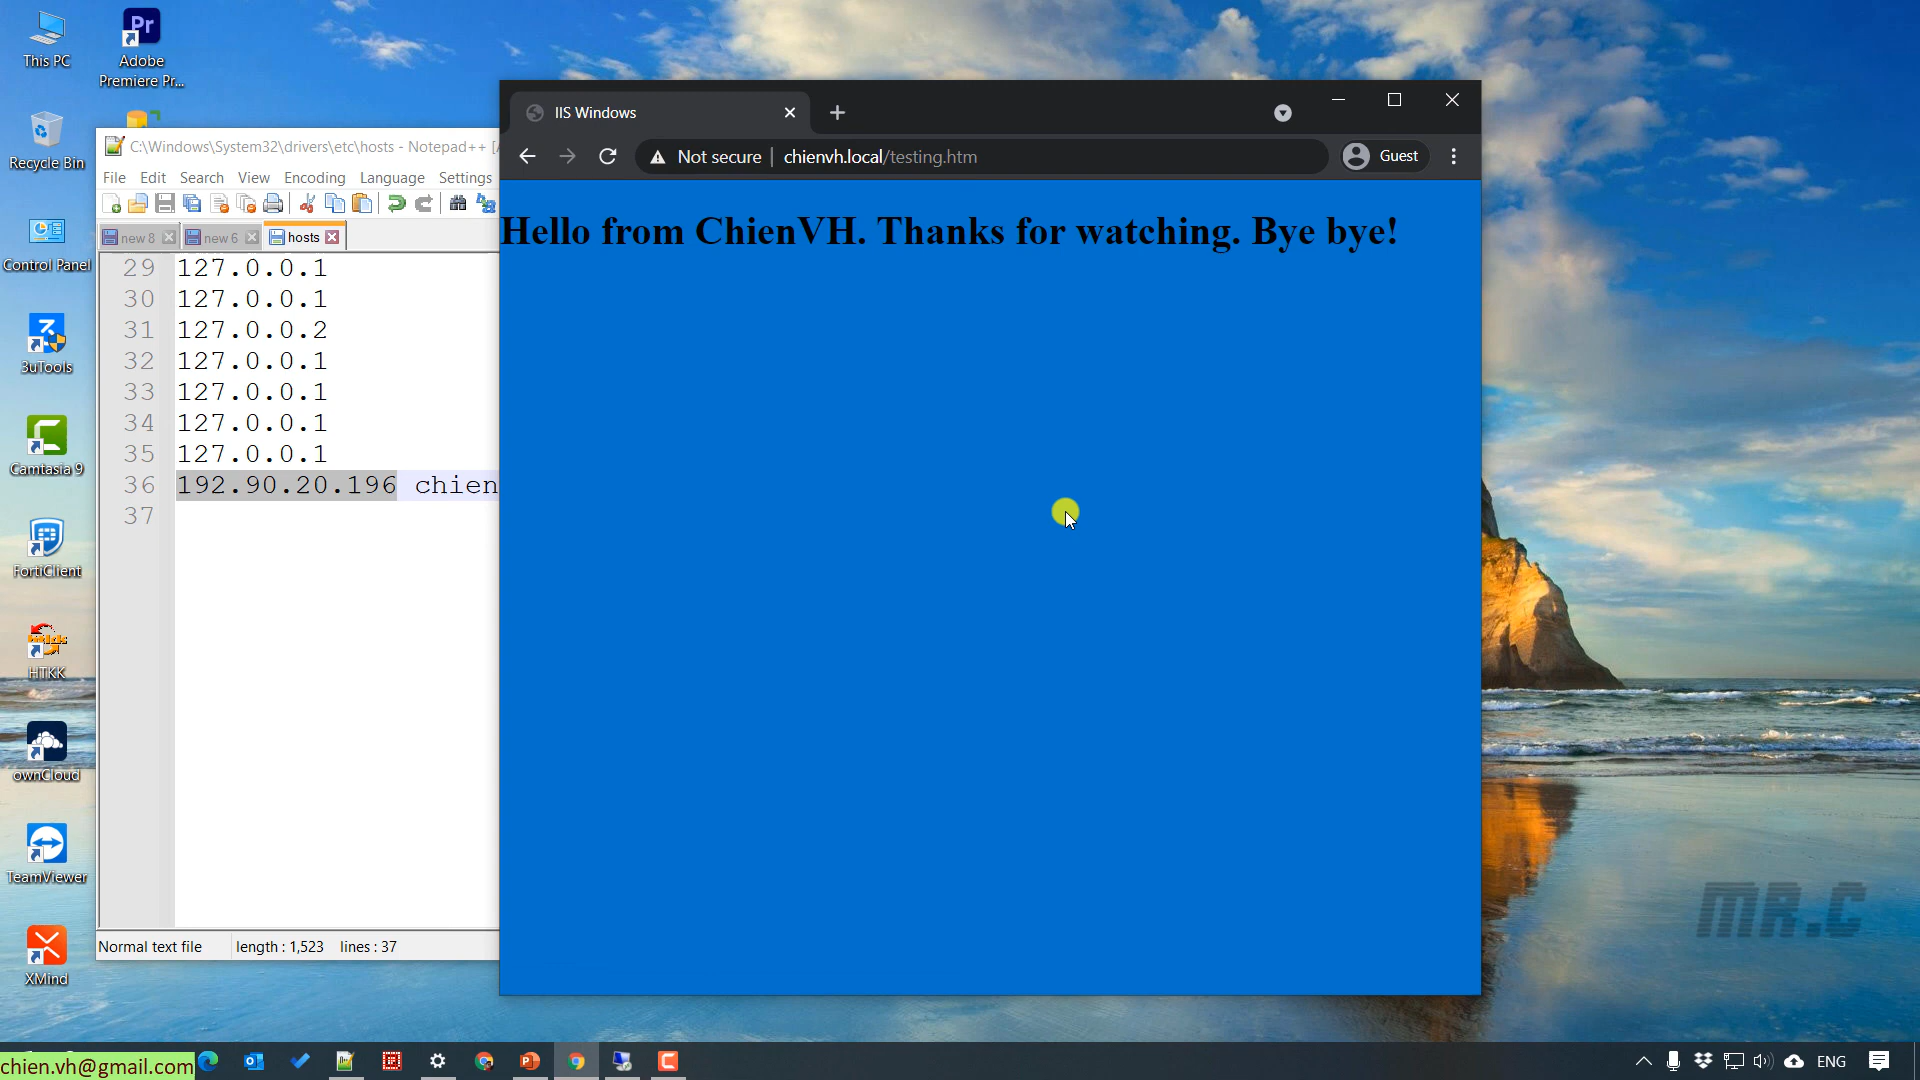 This PC
Adobe
Premiere Pr...
Recycle Bin
Control Panel
3uTools
Camtasia 9
FortiClient
HTKK
ownCloud
TeamViewer
XMind
C:\Windows\System32\drivers\etc\hosts - Notepad++ [
File Edit Search View Encoding Language Settings
new 8 new 6 hosts
29 127.0.0.1
30 127.0.0.1
31 127.0.0.2
32 127.0.0.1
33 127.0.0.1
34 127.0.0.1
35 127.0.0.1
36 192.90.20.196 chien
37
Normal text file length : 1,523 lines : 37
IIS Windows
Not secure chienvh.local/testing.htm Guest
Hello from ChienVH. Thanks for watching. Bye bye!
MR.C
chien.vh@gmail.com
ENG